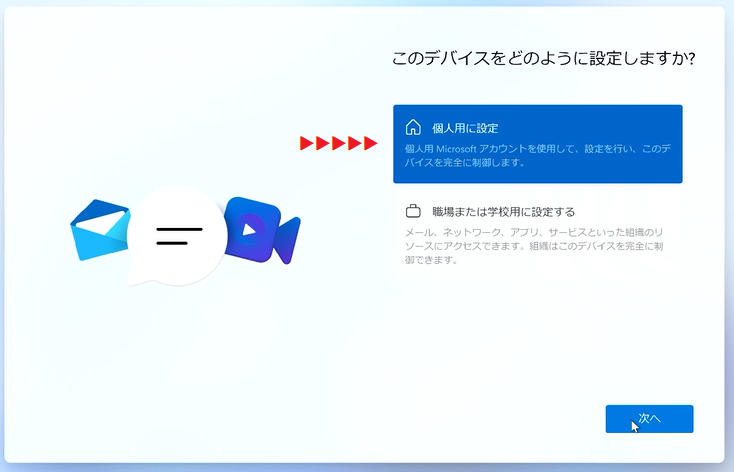 このデバイスをどのように設定しますか?
個人用に設定
個人用 Microsoft アカウントを使用して、設定を行い、このデ
バイスを完全に制御します。
職場または学校用に設定する
メール、ネットワーク、アプリ、サービスといった組織のリ
ソースにアクセスできます。組織はこのデバイスを完全に制
御できます。
次へ